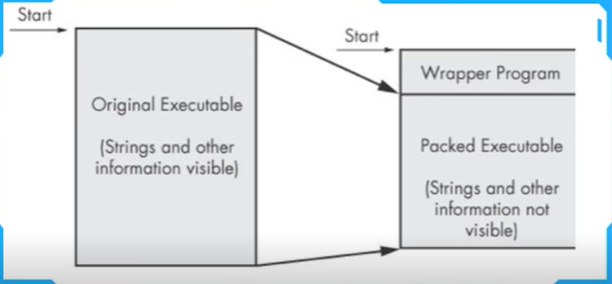 Start
Original Executable
(Strings and other
information visible)
Start
Wrapper Program
Packed Executable
(Strings and other
information not
visible)